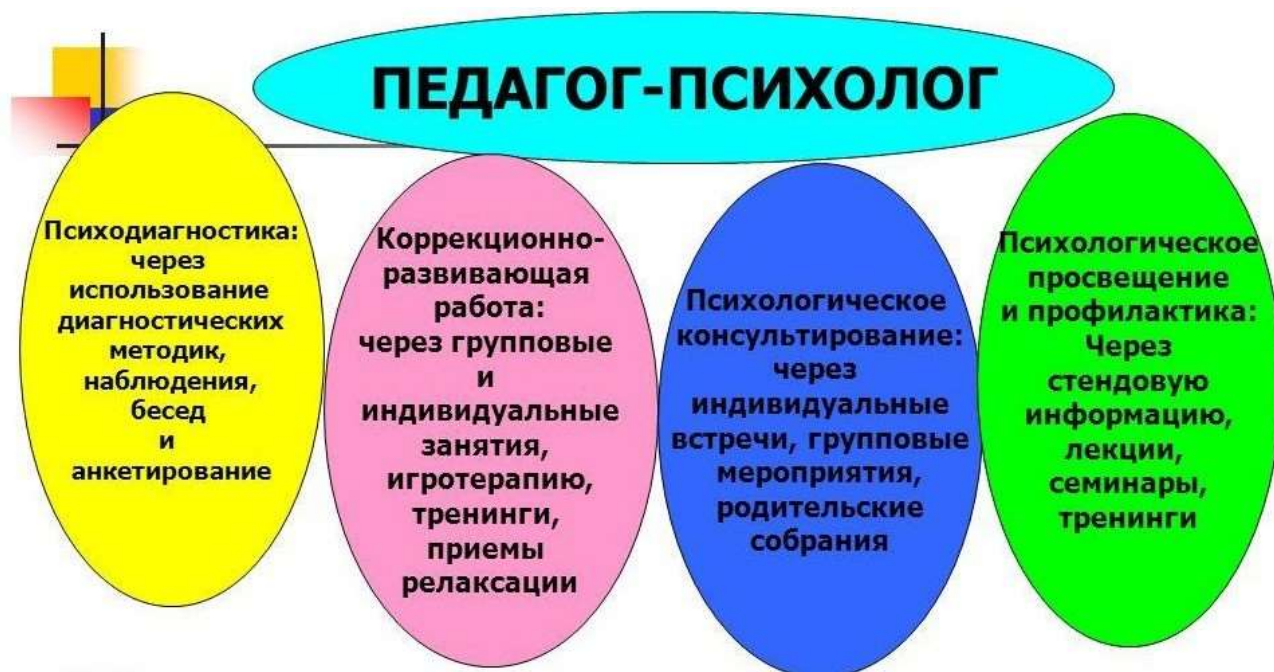 ПЕДАГОГ-ПСИХОЛОГ
Психодиагностика:
через
использование
диагностических
методик,
наблюдения,
бесед
и
анкетирование
Коррекционно-
развивающая
работа:
через групповые
и
индивидуальные
занятия,
игротерапию,
тренинги,
приемы
релаксации
Психологическое
консультирование:
через
индивидуальные
встречи, групповые
мероприятия,
родительские
собрания
Психологическое
просвещение
и профилактика:
Через
стендовую
информацию,
лекции,
семинары,
тренинги